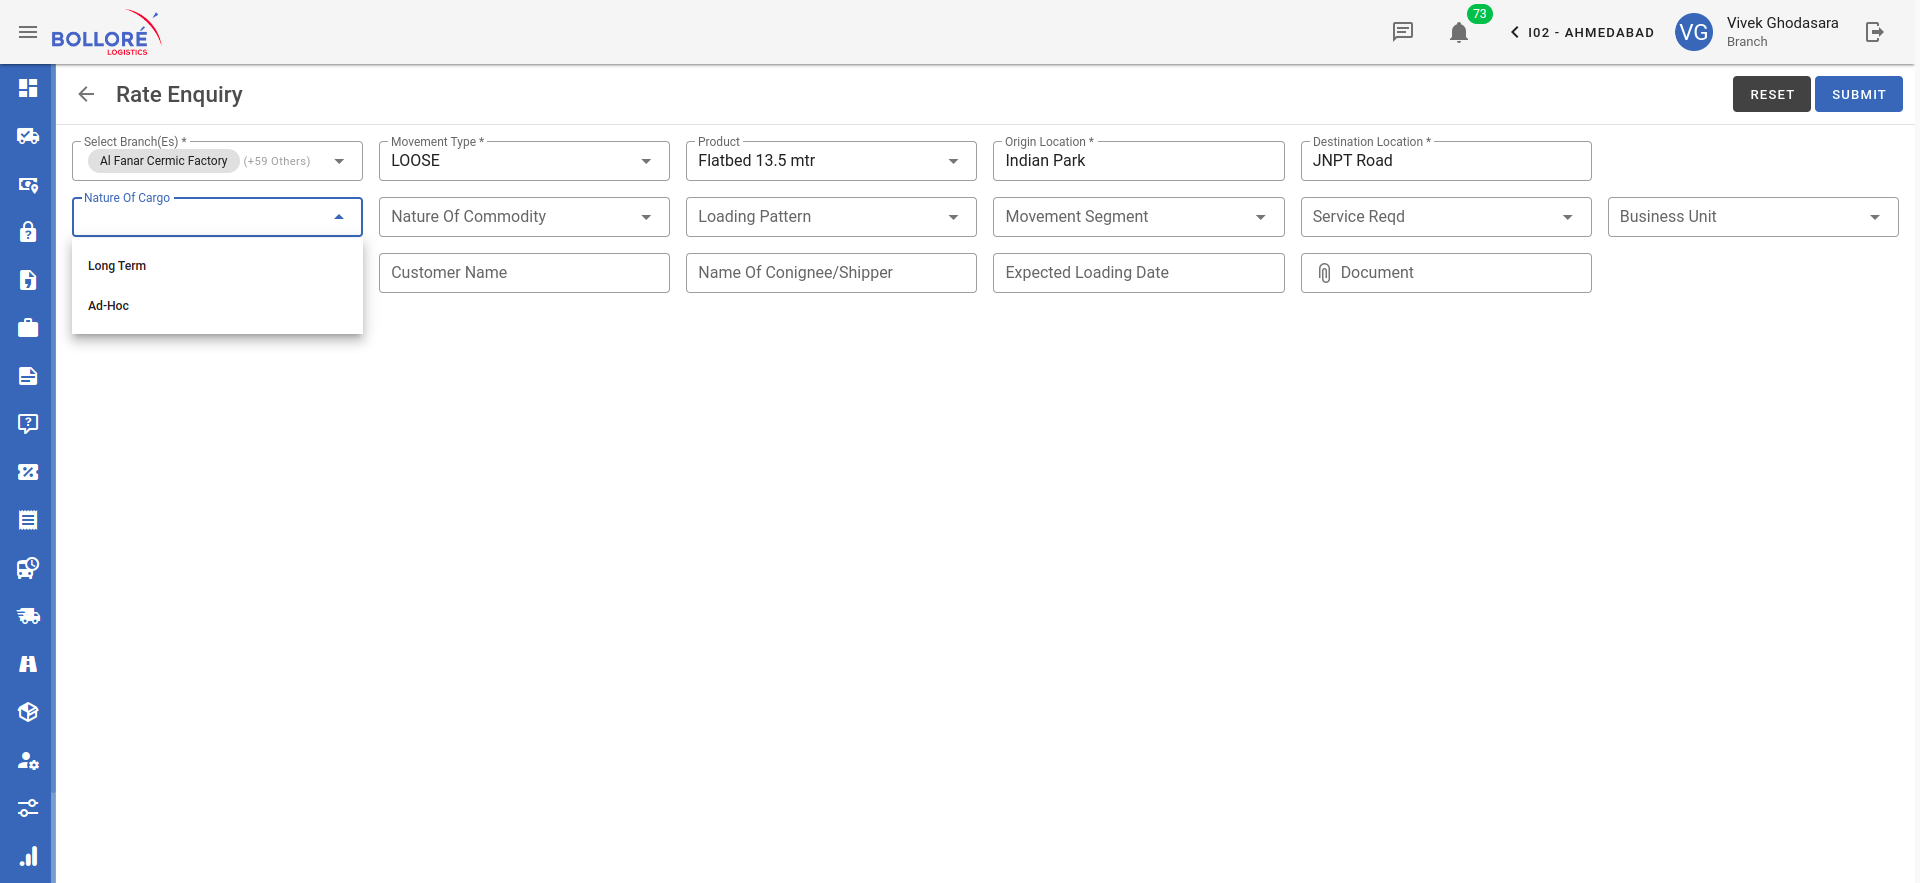 BOLLORÉ
LOGISTICS
73
I02 - AHMEDABAD
VG
Vivek Ghodasara
Branch
Rate Enquiry
RESET
SUBMIT
Select Branch(Es) *
Al Fanar Cermic Factory (+59 Others)
Movement Type *
LOOSE
Product
Flatbed 13.5 mtr
Origin Location *
Indian Park
Destination Location *
JNPT Road
Nature Of Cargo
Nature Of Commodity
Loading Pattern
Movement Segment
Service Reqd
Business Unit
Long Term
Ad-Hoc
Customer Name
Name Of Conignee/Shipper
Expected Loading Date
Document